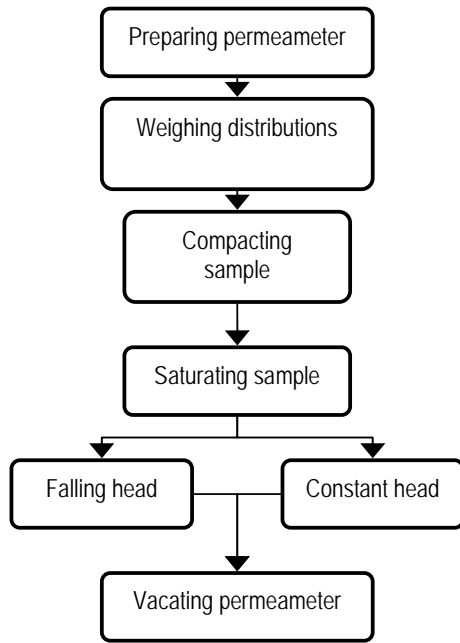 Preparing permeameter
Weighing distributions
Compacting
sample
Saturating sample
Falling head
Constant head
Vacating permeameter